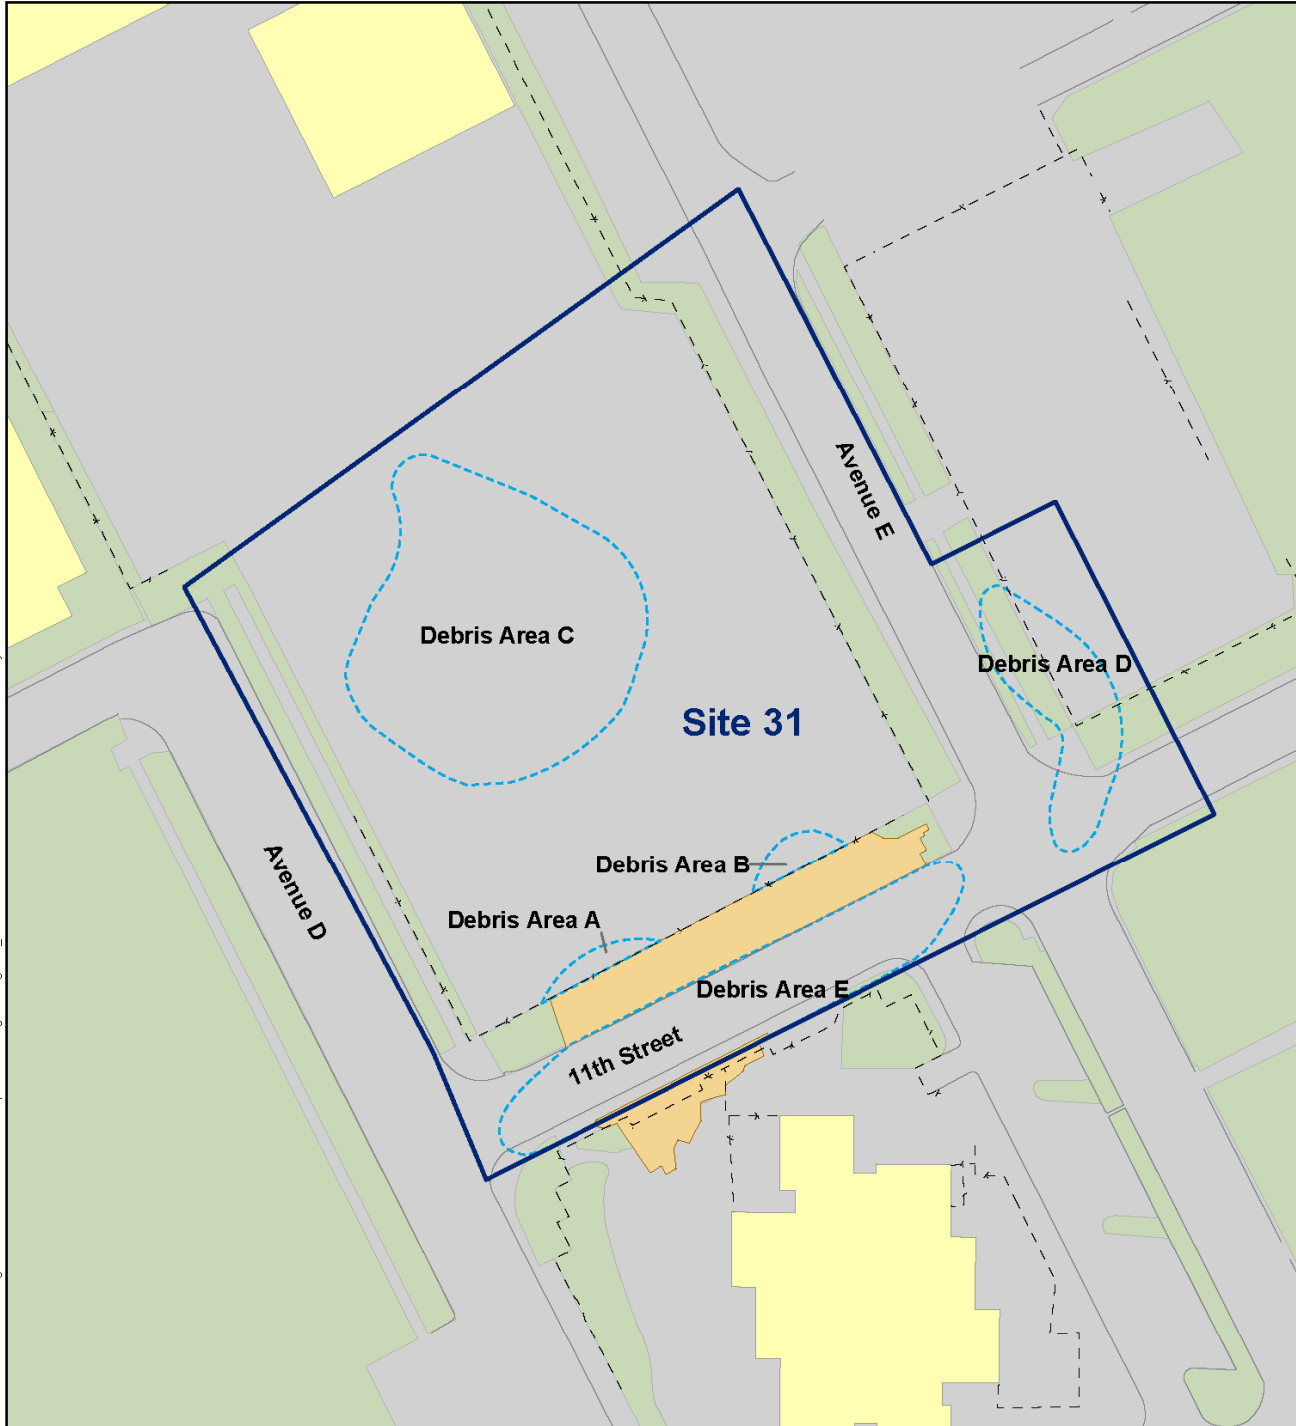 Avenue E
Debris Area C
Debris Area D
Site 31
Debris Area B
Avenue D
Debris Area A
Debris Area E
11th Street